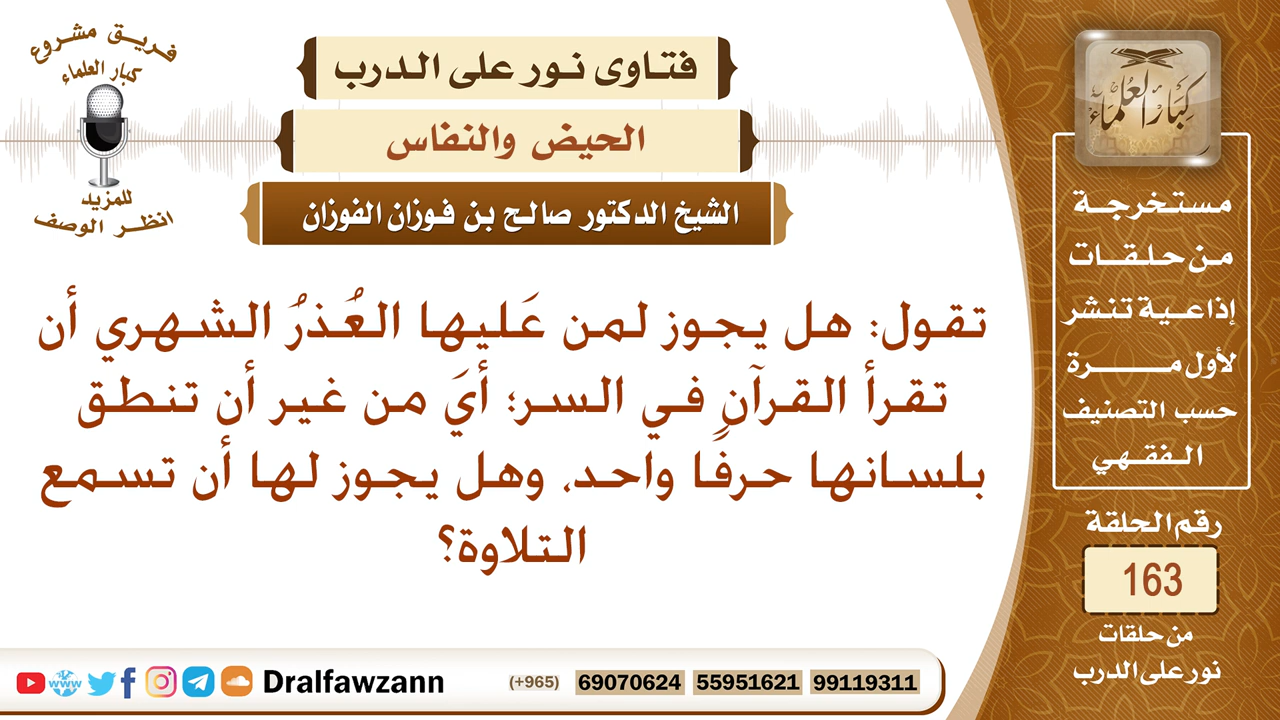 فتاوى نور على الدرب
الحيض والنفاس
الشيخ الدكتور صالح بن فوزان الفوزان
فريق مشروع
كبار العلماء
للمزيد
انظر الوصف
كبار العلماء
مستخرجة
من حلقات
إذاعية تنشر
لأول مرة
حسب التصنيف
الفقهي
رقم الحلقة
163
من حلقات
نور على الدرب
تقول: هل يجوز لمن عَليها العُذرُ الشهري أن
تقرأ القرآنٍ في السر؛ أيَ من غير أن تنطق
بلسانها حرفًا واحد، وهل يجوز لها أن تسمع
التلاوة؟
www Dralfawzann (+965) 69070624 55951621 99119311